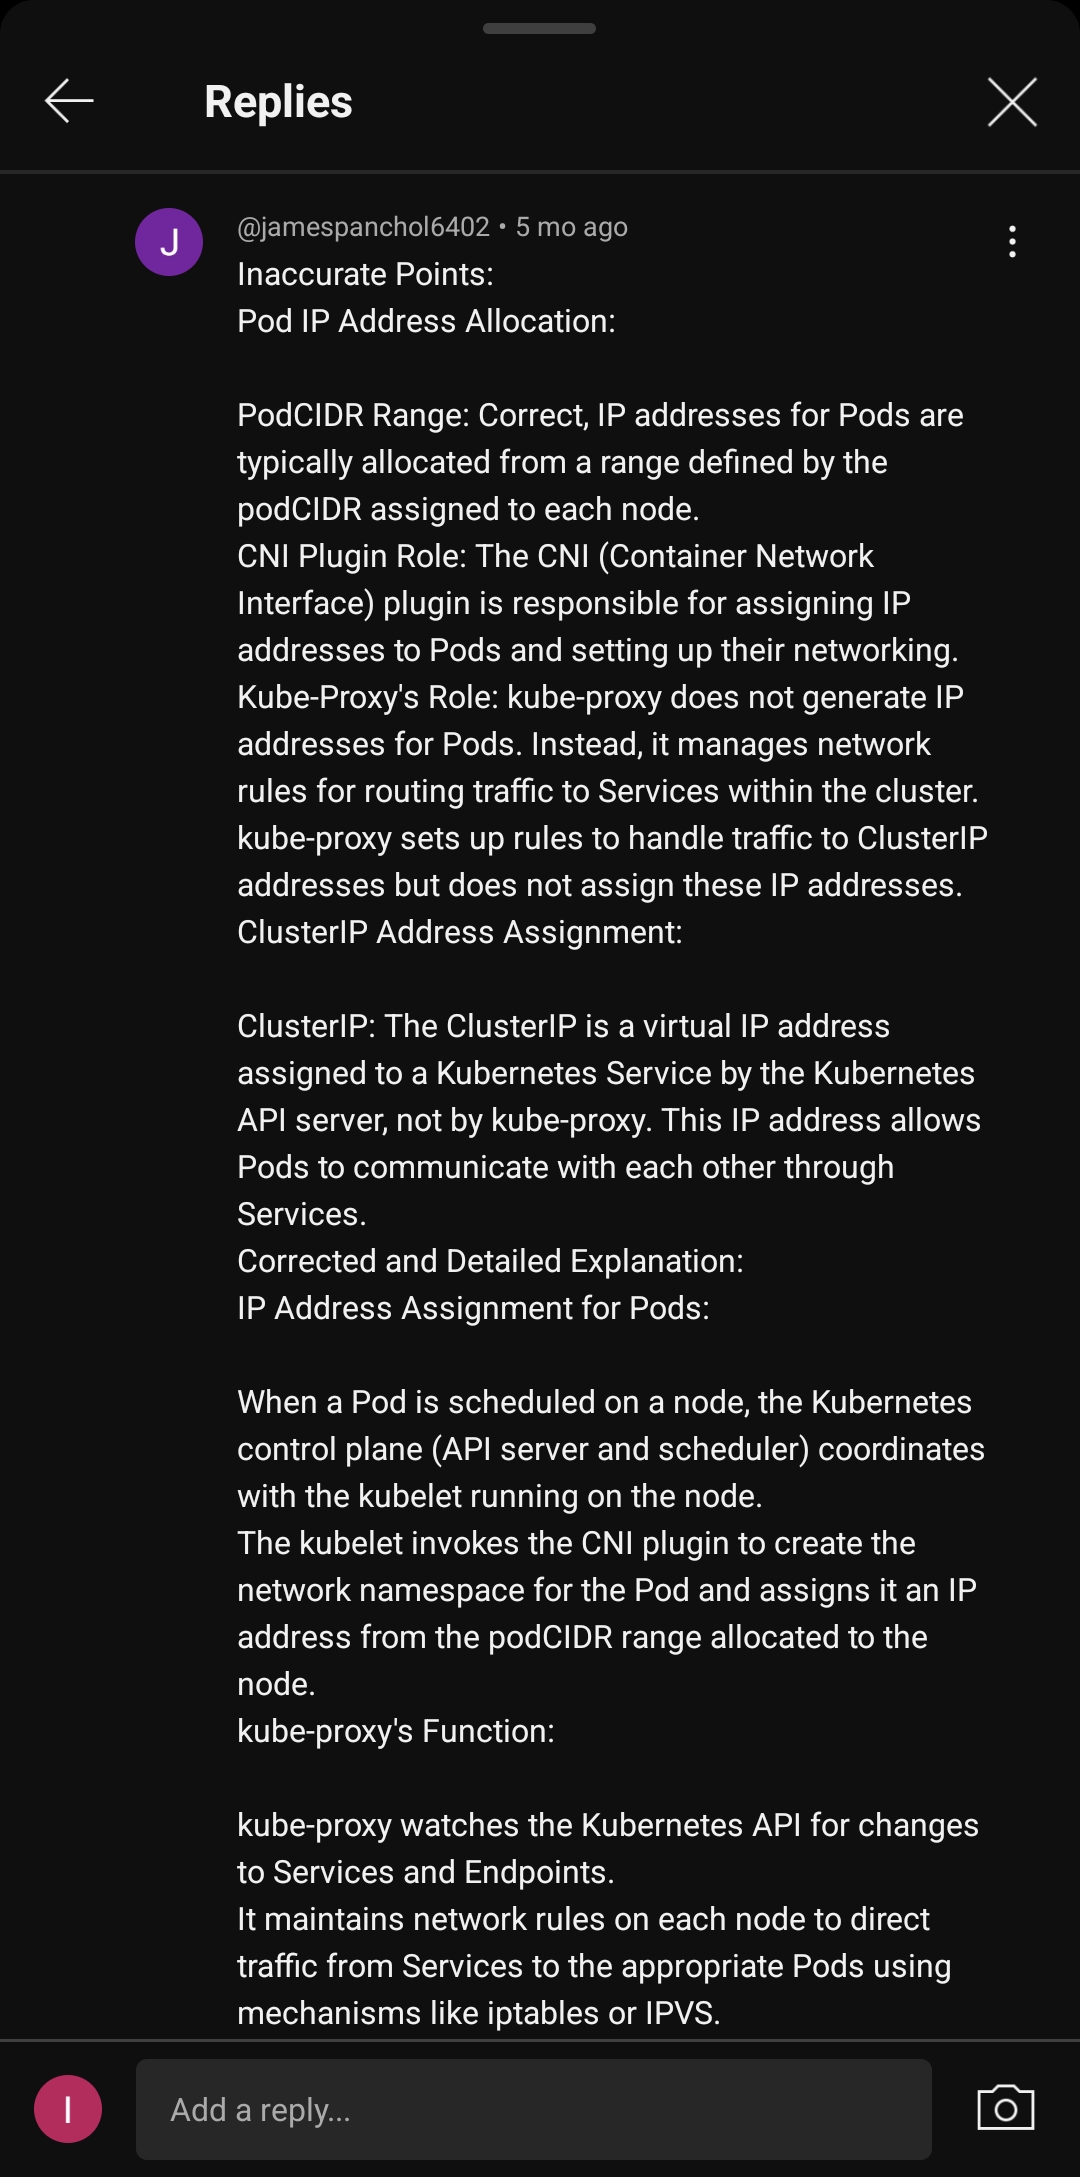 Replies
J
@jamespanchol6402 • 5 mo ago
Inaccurate Points:
Pod IP Address Allocation:
PodCIDR Range: Correct, IP addresses for Pods are
typically allocated from a range defined by the
podCIDR assigned to each node.
CNI Plugin Role: The CNI (Container Network
Interface) plugin is responsible for assigning IP
addresses to Pods and setting up their networking.
Kube-Proxy's Role: kube-proxy does not generate IP
addresses for Pods. Instead, it manages network
rules for routing traffic to Services within the cluster.
kube-proxy sets up rules to handle traffic to ClusterIP
addresses but does not assign these IP addresses.
ClusterIP Address Assignment:
ClusterIP: The ClusterIP is a virtual IP address
assigned to a Kubernetes Service by the Kubernetes
API server, not by kube-proxy. This IP address allows
Pods to communicate with each other through
Services.
Corrected and Detailed Explanation:
IP Address Assignment for Pods:
When a Pod is scheduled on a node, the Kubernetes
control plane (API server and scheduler) coordinates
with the kubelet running on the node.
The kubelet invokes the CNI plugin to create the
network namespace for the Pod and assigns it an IP
address from the podCIDR range allocated to the
node.
kube-proxy's Function:
kube-proxy watches the Kubernetes API for changes
to Services and Endpoints.
It maintains network rules on each node to direct
traffic from Services to the appropriate Pods using
mechanisms like iptables or IPVS.
I
Add a reply...